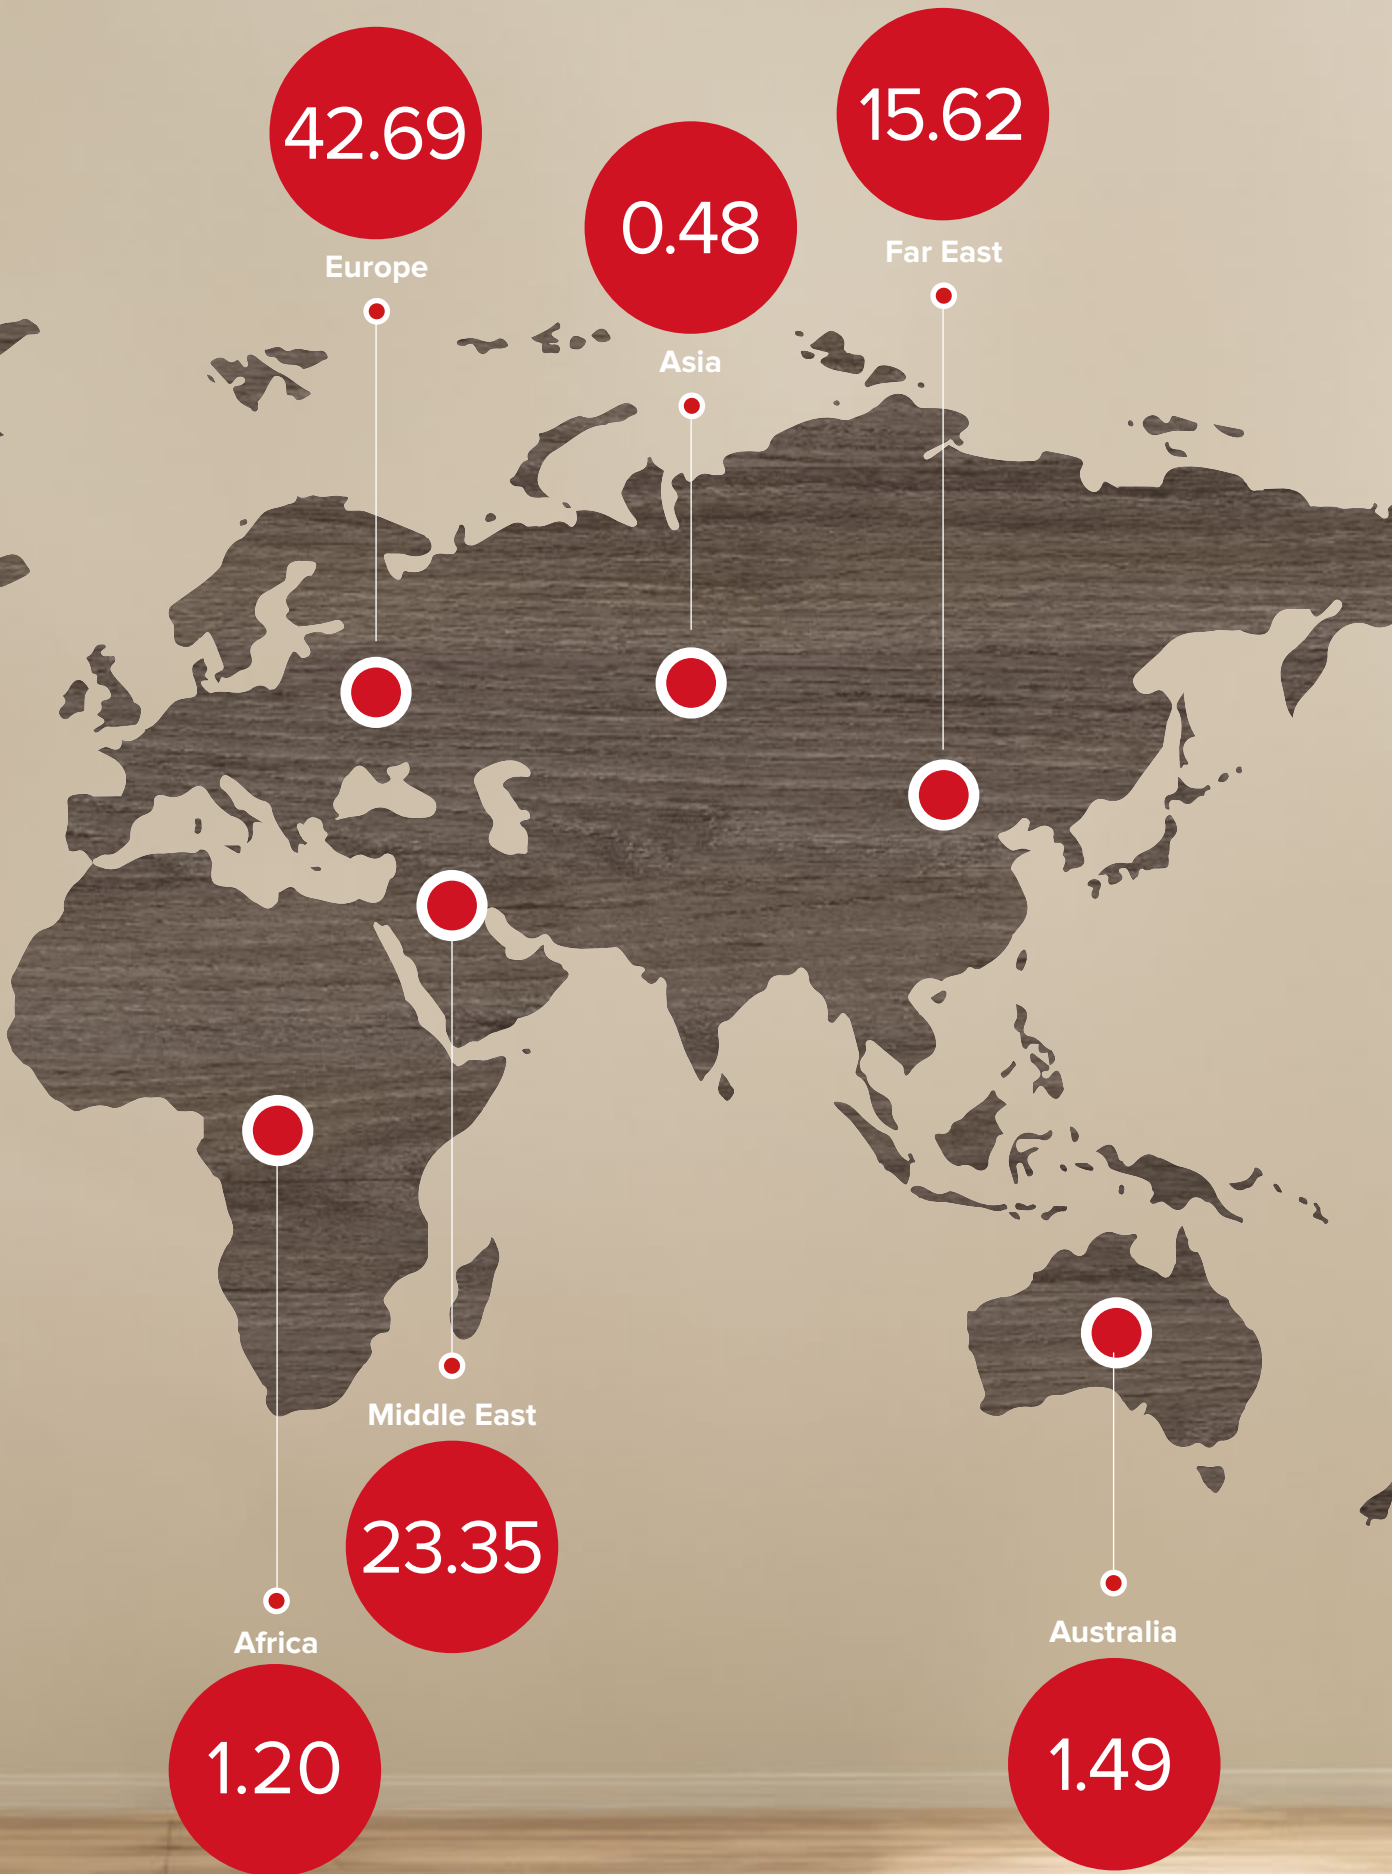 42.69
Europe
0.48
Asia
15.62
Far East
Middle East
23.35
Africa
1.20
Australia
1.49